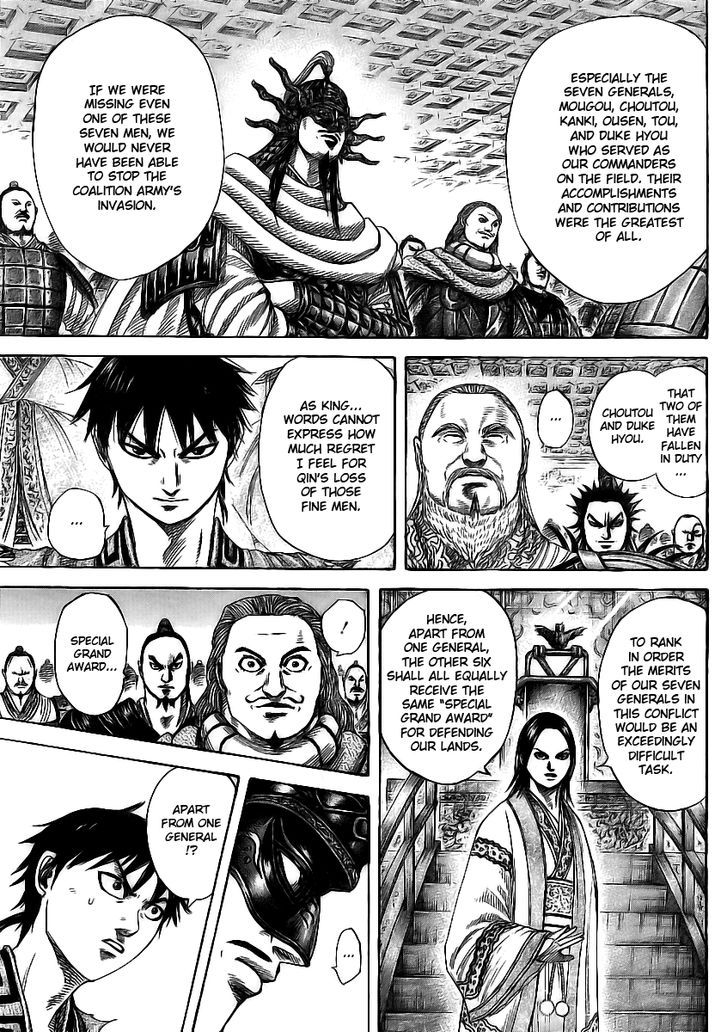 ESPECIALLY THE
SEVEN GENERALS,
MOUGOU, CHOUTOU,
KANKI, OUSEN, TOU,
AND DUKE HYOU
WHO SERVED AS
OUR COMMANDERS
ON THE FIELD. THEIR
ACCOMPLISHMENTS
AND CONTRIBUTIONS
WERE THE GREATEST
OF ALL.
IF WE WERE
MISSING EVEN
ONE OF THESE
SEVEN MEN, WE
WOULD NEVER
HAVE BEEN ABLE
TO STOP THE
COALITION ARMY'S
INVASION.
THAT
TWO OF
THEM
HAVE
FALLEN
IN DUTY
...
CHOUTOU
AND DUKE
HYOU.
AS KING...
WORDS CANNOT
EXPRESS HOW
MUCH REGRET
I FEEL FOR
QIN'S LOSS
OF THOSE
FINE MEN.
...
TO RANK
IN ORDER
THE MERITS
OF OUR SEVEN
GENERALS IN
THIS CONFLICT
WOULD BE AN
EXCEEDINGLY
DIFFICULT
TASK.
HENCE,
APART FROM
ONE GENERAL,
THE OTHER SIX
SHALL ALL EQUALLY
RECEIVE THE
SAME "SPECIAL
GRAND AWARD"
FOR DEFENDING
OUR LANDS.
!
SPECIAL
GRAND
AWARD...
...
APART
FROM ONE
GENERAL
!?